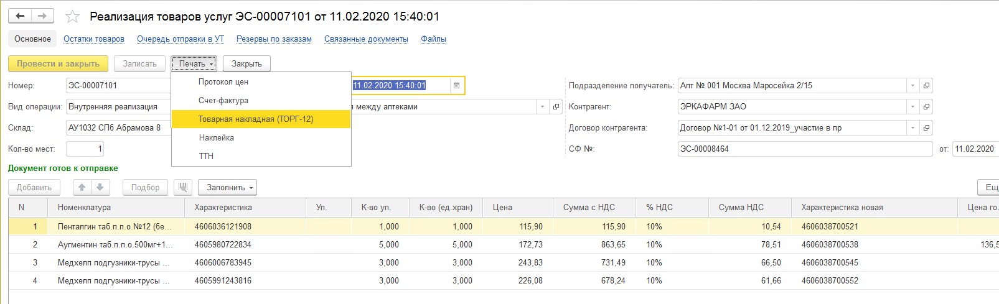 Реализация товаров услуг ЭС-00007101 от 11.02.2020 15:40:01
Основное Остатки товаров Очередь отправки в УТ Резервы по заказам Связанные документы Файлы
Провести и закрыть Записать Печать Закрыть
Протокол цен
Счет-фактура
Товарная накладная (ТОРГ-12)
Наклейка
ТТН
Номер: ЭС-00007101 11.02.2020 15:40:01 Подразделение получатель: Апт № 001 Москва Маросейка 2/15
Вид операции: Внутренняя реализация между аптеками Контрагент: ЭРКАФАРМ ЗАО
Склад: АУ1032 СПб Абрамова 8 Договор контрагента: Договор №1-01 от 01.12.2019_участие в пр
Кол-во мест: 1 СФ №: ЭС-00008464 от: 11.02.2020
Документ готов к отправке
Добавить Подбор Заполнить Ещ
N Номенклатура Характеристика Уп. К-во уп. К-во (ед.хран) Цена Сумма с НДС % НДС Сумма НДС Характеристика новая Цена го.
1 Пенталгин таб.п.п.о.№12 (бе... 4606036121908 1,000 1,000 115,90 115,90 10% 10,54 4606038700521
2 Аугментин таб.п.п.о.500мг+1... 4605980722834 5,000 5,000 172,73 863,65 10% 78,51 4606038700538 136,5
3 Медхелп подгузники-трусы ... 4606006783945 3,000 3,000 243,83 731,49 10% 66,50 4606038700545
4 Медхелп подгузники-трусы ... 4605991243816 3,000 3,000 226,08 678,24 10% 61,66 4606038700552